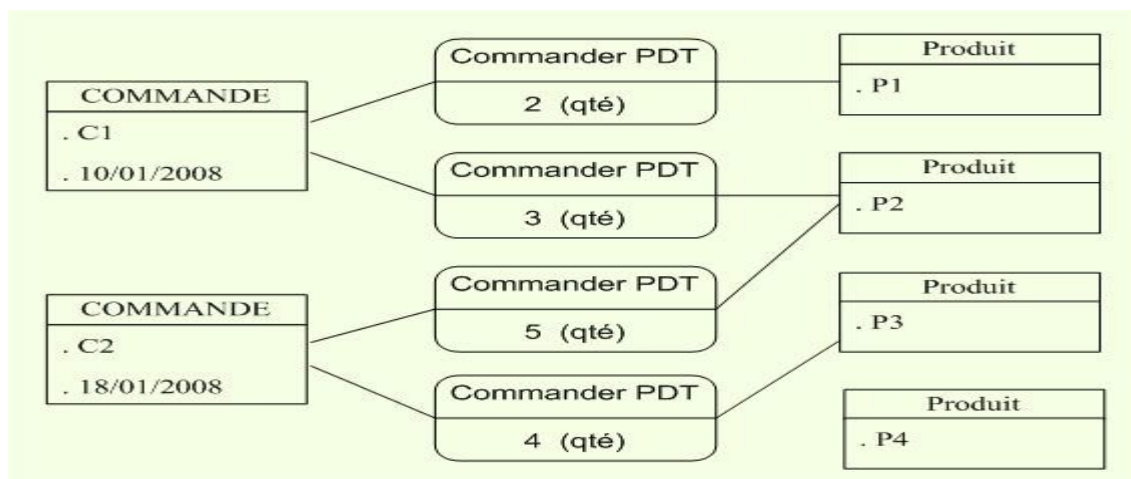 COMMANDE
. C1
. 10/01/2008
COMMANDE
. C2
. 18/01/2008
Commander PDT
2 (qté)
Commander PDT
3 (qté)
Commander PDT
5 (qté)
Commander PDT
4 (qté)
Produit
. P1
Produit
. P2
Produit
. P3
Produit
. P4